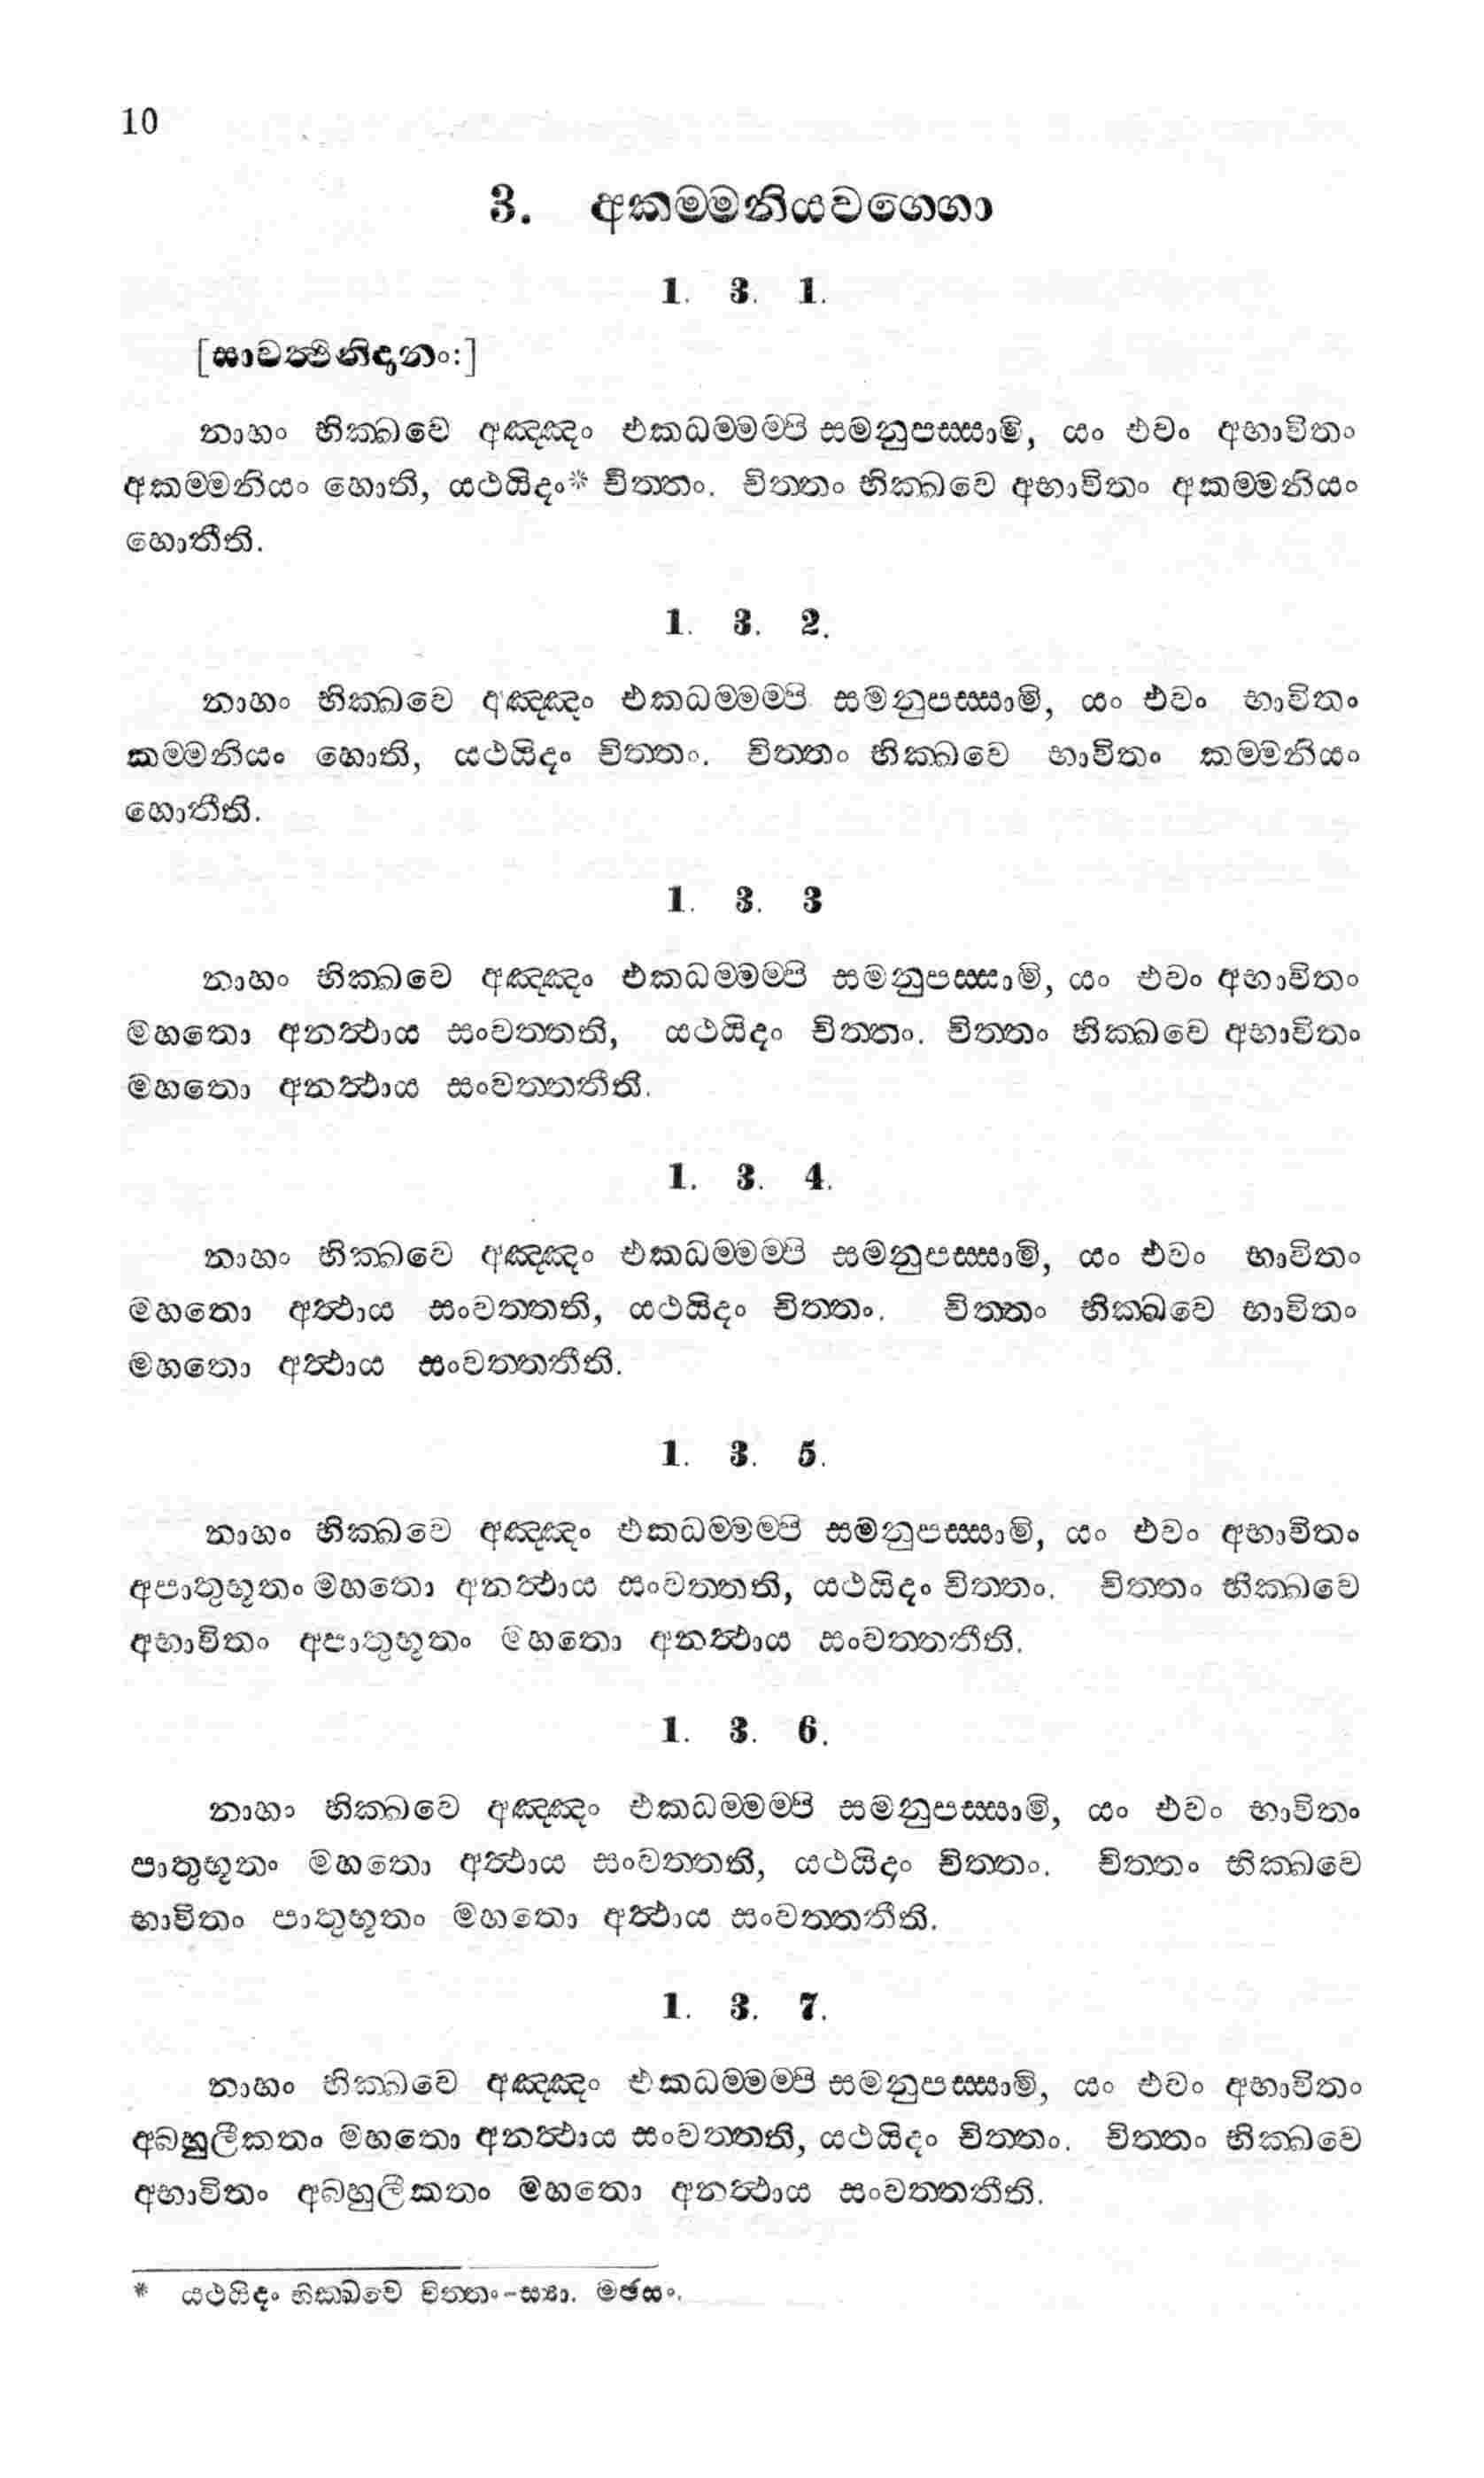 10
3. අකම්මනියවග්ගො
1. 3. 1.
[සාවත්ථිනිදානං:]
නාහං භික්ඛවෙ අඤ්ඤං එකධම්මම්පි සමනුපස්සාමි, යං එවං අභාවිතං
අකම්මනියං හොති, යථයිදං* චිත්තං. චිත්තං භික්ඛවෙ අභාවිතං අකම්මනියං
හොතීති.
1. 3. 2.
නාහං භික්ඛවෙ අඤ්ඤං එකධම්මම්පි සමනුපස්සාමි, යං එවං භාවිතං
කම්මනියං හොති, යථයිදං චිත්තං. චිත්තං භික්ඛවෙ භාවිතං කම්මනියං
හොතීති.
1. 3. 3
නාහං භික්ඛවෙ අඤ්ඤං එකධම්මම්පි සමනුපස්සාමි, යං එවං අභාවිතං
මහතො අනත්ථාය සංවත්තති, යථයිදං චිත්තං. චිත්තං භික්ඛවෙ අභාවිතං
මහතො අනත්ථාය සංවත්තතීති.
1. 3. 4.
නාහං භික්ඛවෙ අඤ්ඤං එකධම්මම්පි සමනුපස්සාමි, යං එවං භාවිතං
මහතො අත්ථාය සංවත්තති, යථයිදං චිත්තං. චිත්තං භික්ඛවෙ භාවිතං
මහතො අත්ථාය සංවත්තතීති.
1. 3. 5.
නාහං භික්ඛවෙ අඤ්ඤං එකධම්මම්පි සමනුපස්සාමි, යං එවං අභාවිතං
අපාතුභූතං මහතො අනත්ථාය සංවත්තති, යථයිදං චිත්තං. චිත්තං භික්ඛවෙ
අභාවිතං අපාතුභූතං මහතො අනත්ථාය සංවත්තතීති.
1. 3. 6.
නාහං භික්ඛවෙ අඤ්ඤං එකධම්මම්පි සමනුපස්සාමි, යං එවං භාවිතං
පාතුභූතං මහතො අත්ථාය සංවත්තති, යථයිදං චිත්තං. චිත්තං භික්ඛවෙ
භාවිතං පාතුභූතං මහතො අත්ථාය සංවත්තතීති.
1. 3. 7.
නාහං භික්ඛවෙ අඤ්ඤං එකධම්මම්පි සමනුපස්සාමි, යං එවං අභාවිතං
අබහුලීකතං මහතො අනත්ථාය සංවත්තති, යථයිදං චිත්තං. චිත්තං භික්ඛවෙ
අභාවිතං අබහුලීකතං මහතො අනත්ථාය සංවත්තතීති.
* යථයිදං භික්ඛවෙ චිත්තං-ස්‍යා. මඡසං.